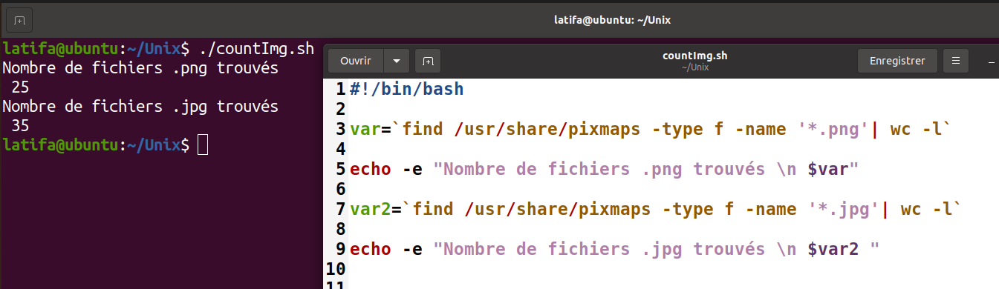 latifa@ubuntu: ~/Unix
latifa@ubuntu:~/Unix$ ./countImg.sh
Nombre de fichiers .png trouvés
25
Nombre de fichiers .jpg trouvés
35
latifa@ubuntu:~/Unix$
Ouvrir
countImg.sh
~/Unix
Enregistrer
1 #!/bin/bash
2
3 var=`find /usr/share/pixmaps -type f -name '*.png'| wc -l`
4
5 echo -e "Nombre de fichiers .png trouvés \n $var"
6
7 var2=`find /usr/share/pixmaps -type f -name '*.jpg'| wc -l`
8
9 echo -e "Nombre de fichiers .jpg trouvés \n $var2 "
10
11